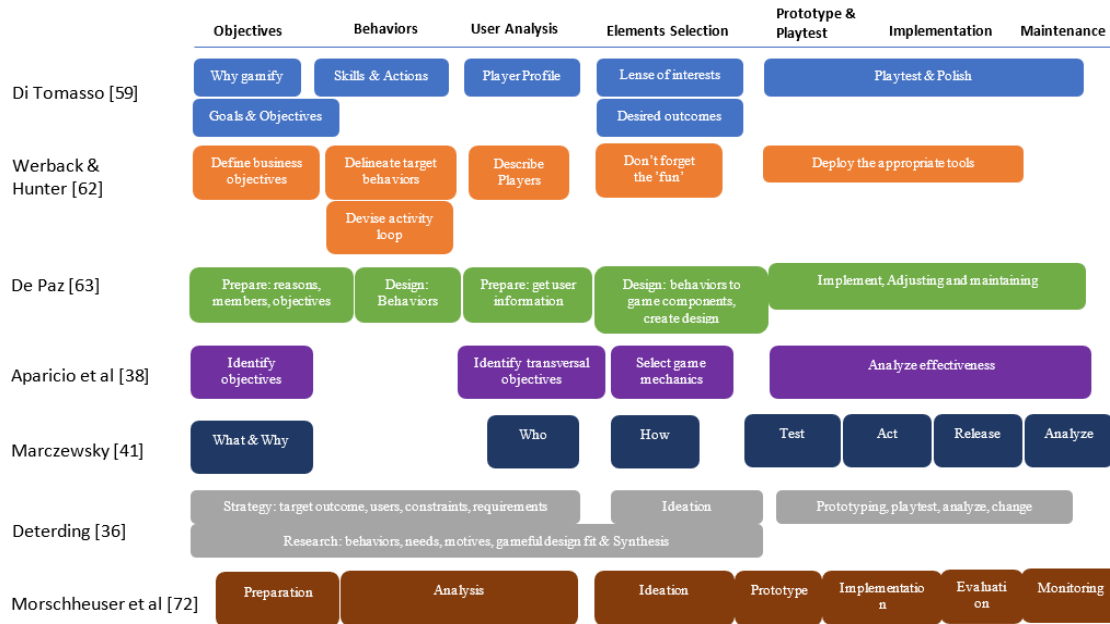 Objectives
Behaviors
User Analysis
Elements Selection
Prototype &
Playtest
Implementation
Maintenance
Di Tomasso [59]
Why gamify
Skills & Actions
Player Profile
Lense of interests
Playtest & Polish
Goals & Objectives
Desired outcomes
Werback &
Hunter [62]
Define business
objectives
Delineate target
behaviors
Describe
Players
Don't forget
the 'fun'
Deploy the appropriate tools
Devise activity
loop
De Paz [63]
Prepare: reasons,
members, objectives
Design:
Behaviors
Prepare: get user
information
Design: behaviors to
game components,
create design
Implement, Adjusting and maintaining
Aparicio et al [38]
Identify
objectives
Identify transversal
objectives
Select game
mechanics
Analyze effectiveness
Marczewsky [41]
What & Why
Who
How
Test
Act
Release
Analyze
Deterding [36]
Strategy: target outcome, users, constraints, requirements
Ideation
Prototyping, playtest, analyze, change
Research: behaviors, needs, motives, gameful design fit & Synthesis
Morschheuser et al [72]
Preparation
Analysis
Ideation
Prototype
Implementatio
n
Evaluati
on
Monitoring